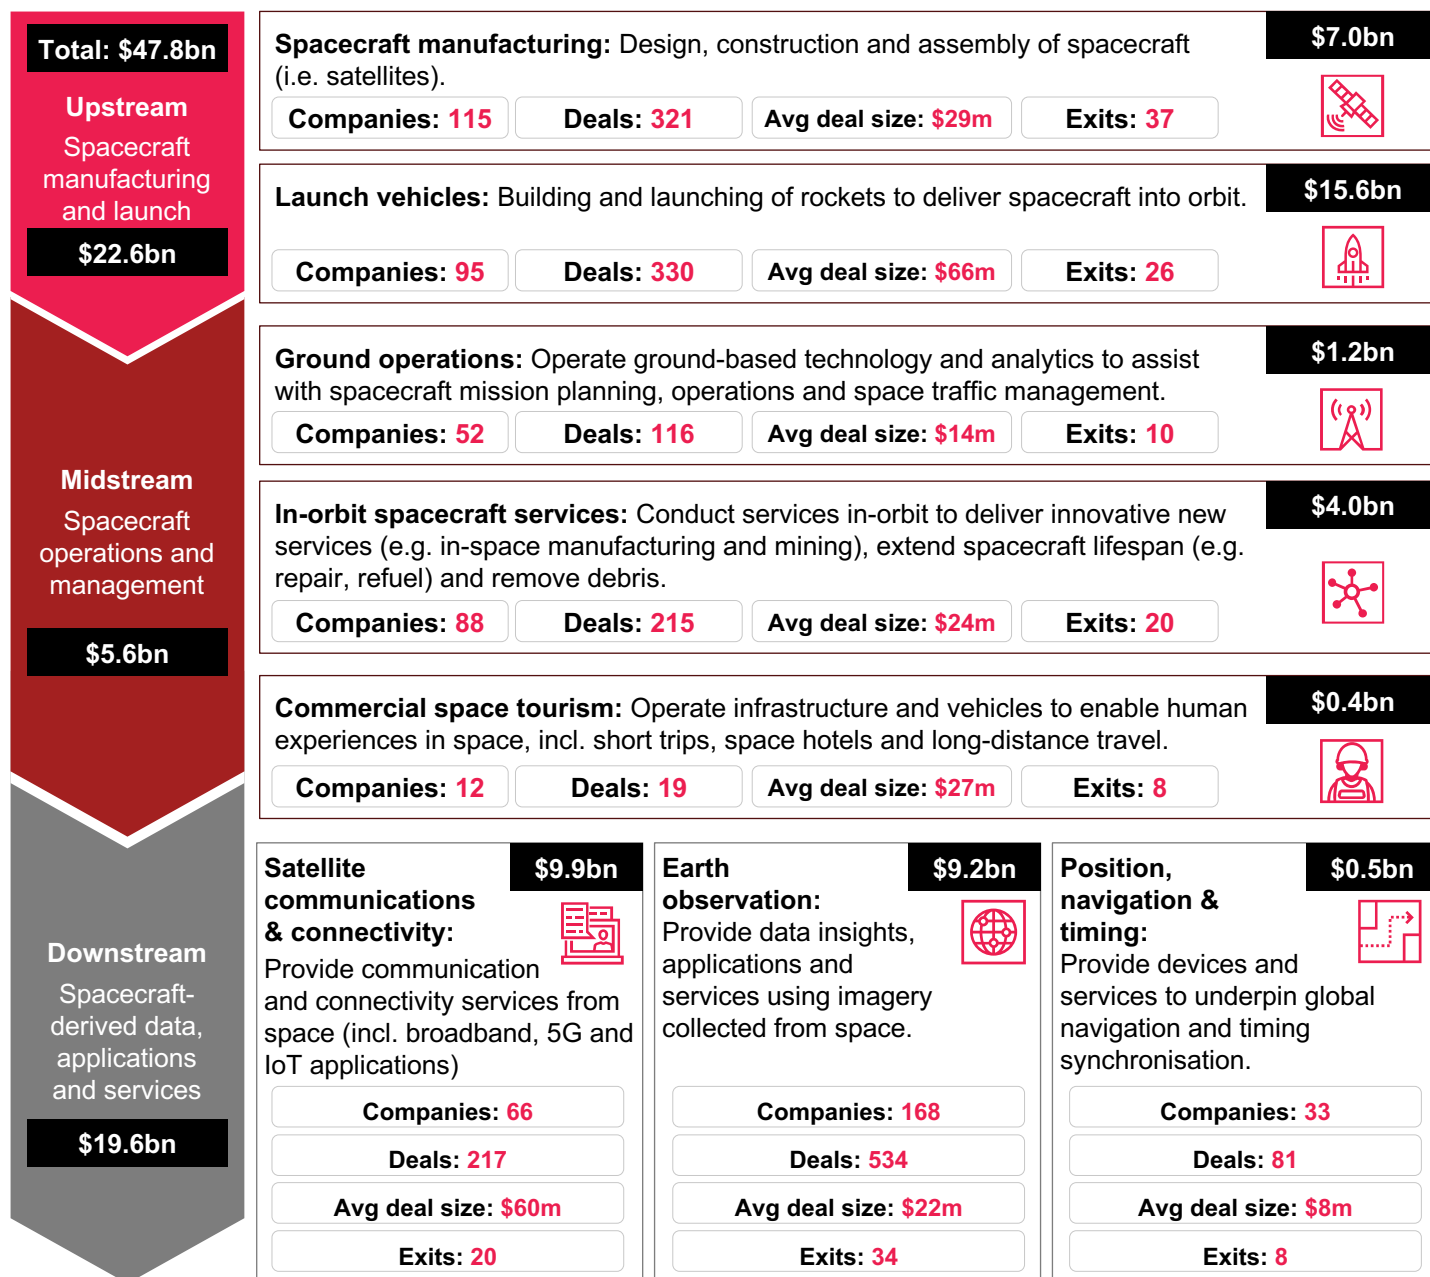 Total: $47.8bn
Upstream
Spacecraft
manufacturing
and launch
$22.6bn
Spacecraft manufacturing: Design, construction and assembly of spacecraft
(i.e. satellites).
$7.0bn
Companies: 115
Deals: 321
Avg deal size: $29m
Exits: 37
Launch vehicles: Building and launching of rockets to deliver spacecraft into orbit.
$15.6bn
Companies: 95
Deals: 330
Avg deal size: $66m
Exits: 26
Midstream
Spacecraft
operations and
management
$5.6bn
Ground operations: Operate ground-based technology and analytics to assist
with spacecraft mission planning, operations and space traffic management.
$1.2bn
Companies: 52
Deals: 116
Avg deal size: $14m
Exits: 10
In-orbit spacecraft services: Conduct services in-orbit to deliver innovative new
services (e.g. in-space manufacturing and mining), extend spacecraft lifespan (e.g.
repair, refuel) and remove debris.
$4.0bn
Companies: 88
Deals: 215
Avg deal size: $24m
Exits: 20
Commercial space tourism: Operate infrastructure and vehicles to enable human
experiences in space, incl. short trips, space hotels and long-distance travel.
$0.4bn
Companies: 12
Deals: 19
Avg deal size: $27m
Exits: 8
Downstream
Spacecraft-
derived data,
applications
and services
$19.6bn
Satellite
communications
& connectivity:
$9.9bn
Provide communication
and connectivity services from
space (incl. broadband, 5G and
IoT applications)
Companies: 66
Deals: 217
Avg deal size: $60m
Exits: 20
Earth
observation:
$9.2bn
Provide data insights,
applications and
services using imagery
collected from space.
Companies: 168
Deals: 534
Avg deal size: $22m
Exits: 34
Position,
navigation &
timing:
$0.5bn
Provide devices and
services to underpin global
navigation and timing
synchronisation.
Companies: 33
Deals: 81
Avg deal size: $8m
Exits: 8